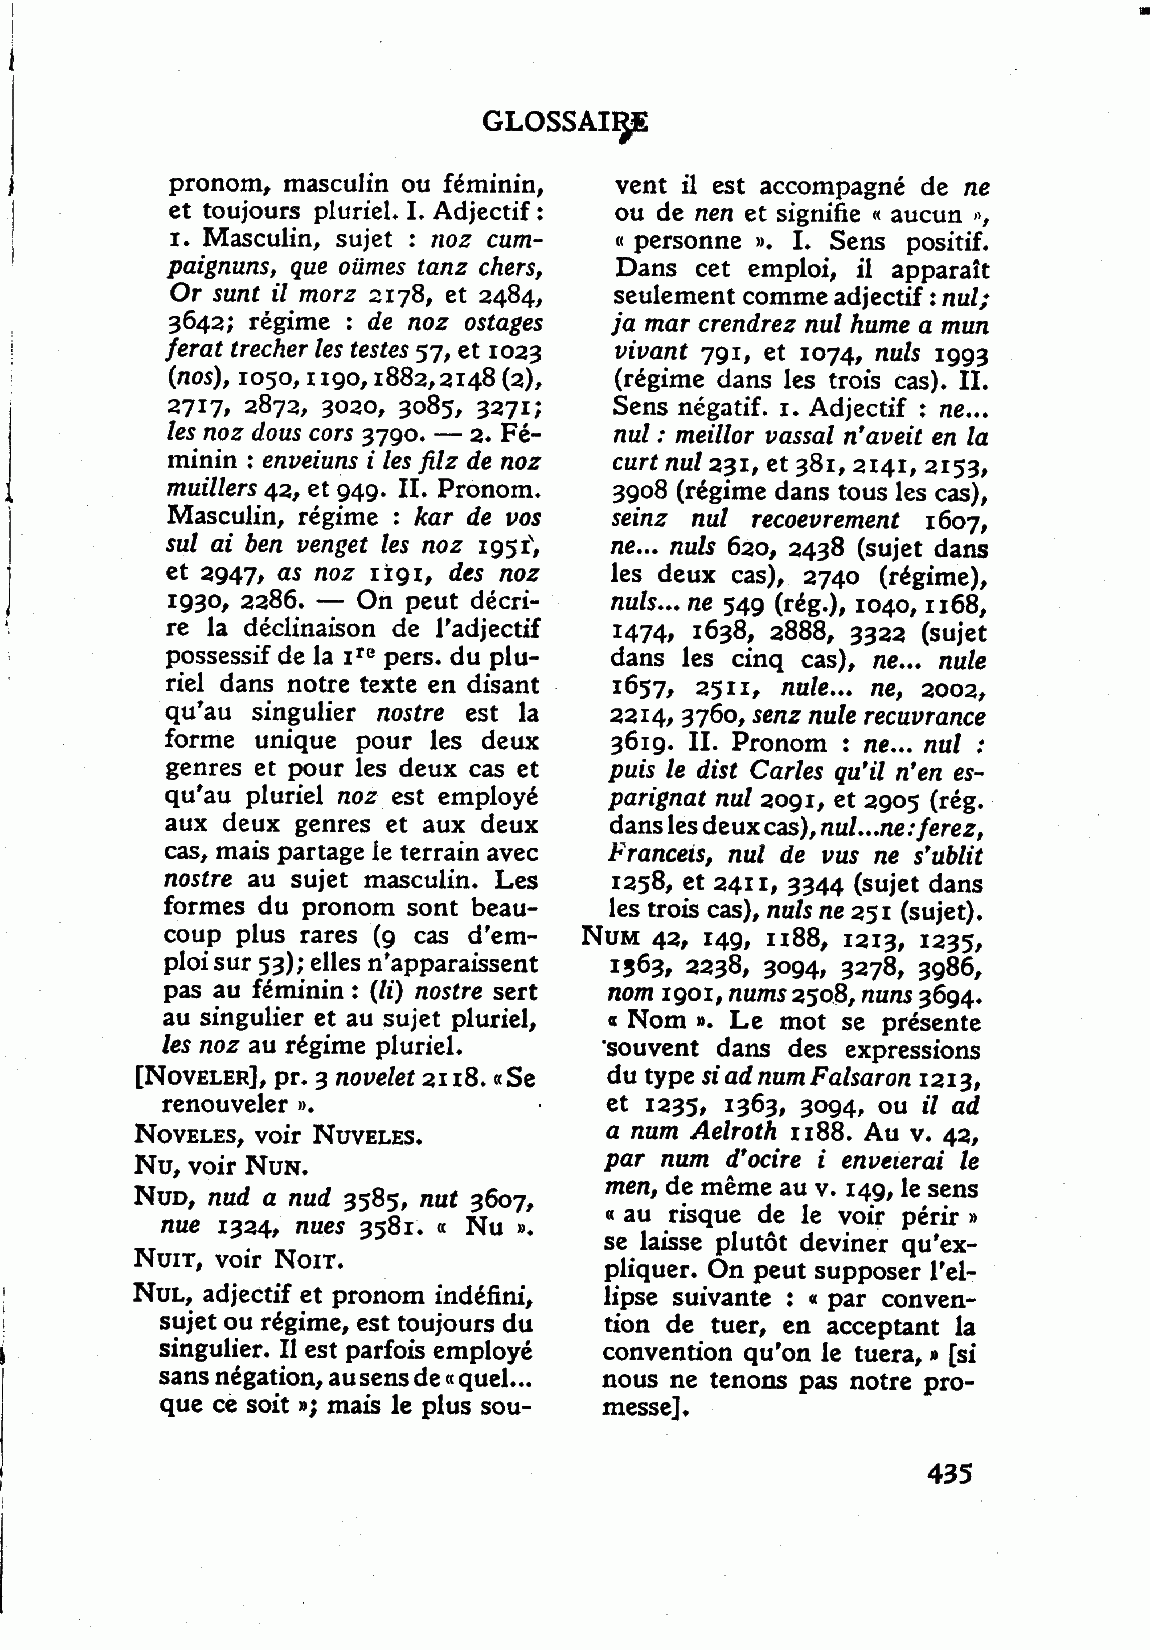 GLOSSAIRE
pronom, masculin ou féminin,
et toujours pluriel. I. Adjectif :
1. Masculin, sujet : noz cum-
paignuns, que oümes tanz chers,
Or sunt il morz 2178, et 2484,
3642; régime : de noz ostages
ferat trecher les testes 57, et 1023
(nos), 1050, 1190, 1882, 2148 (2),
2717, 2872, 3020, 3085, 3271;
les noz dous cors 3790. — 2. Fé-
minin : enveiuns i les filz de noz
muillers 42, et 949. II. Pronom.
Masculin, régime : kar de vos
sul ai ben venget les noz 1951,
et 2947, as noz 1191, des noz
1930, 2286. — On peut décri-
re la déclinaison de l'adjectif
possessif de la 1re pers. du plu-
riel dans notre texte en disant
qu'au singulier nostre est la
forme unique pour les deux
genres et pour les deux cas et
qu'au pluriel noz est employé
aux deux genres et aux deux
cas, mais partage le terrain avec
nostre au sujet masculin. Les
formes du pronom sont beau-
coup plus rares (9 cas d'em-
ploi sur 53); elles n'apparaissent
pas au féminin : (li) nostre sert
au singulier et au sujet pluriel,
les noz au régime pluriel.
[NOVELER], pr. 3 novelet 2118. « Se
renouveler ».
NOVELES, voir NUVELES.
NU, voir NUN.
NUD, nud a nud 3585, nut 3607,
nue 1324, nues 3581. « Nu ».
NUIT, voir NOIT.
NUL, adjectif et pronom indéfini,
sujet ou régime, est toujours du
singulier. Il est parfois employé
sans négation, au sens de « quel...
que ce soit »; mais le plus sou-
vent il est accompagné de ne
ou de nen et signifie « aucun »,
« personne ». I. Sens positif.
Dans cet emploi, il apparaît
seulement comme adjectif : nul;
ja mar crendrez nul hume a mun
vivant 791, et 1074, nuls 1993
(régime dans les trois cas). II.
Sens négatif. 1. Adjectif : ne...
nul : meillor vassal n'aveit en la
curt nul 231, et 381, 2141, 2153,
3908 (régime dans tous les cas),
seinz nul recoevrement 1607,
ne... nuls 620, 2438 (sujet dans
les deux cas), 2740 (régime),
nuls... ne 549 (rég.), 1040, 1168,
1474, 1638, 2888, 3322 (sujet
dans les cinq cas), ne... nule
1657, 2511, nule... ne, 2002,
2214, 3760, senz nule recuvrance
3619. II. Pronom : ne... nul :
puis le dist Carles qu'il n'en es-
parignat nul 2091, et 2905 (rég.
dans les deux cas), nul...ne : ferez,
Franceis, nul de vus ne s'ublit
1258, et 2411, 3344 (sujet dans
les trois cas), nuls ne 251 (sujet).
NUM 42, 149, 1188, 1213, 1235,
1363, 2238, 3094, 3278, 3986,
nom 1901, nums 2508, nuns 3694.
« Nom ». Le mot se présente
souvent dans des expressions
du type si ad num Falsaron 1213,
et 1235, 1363, 3094, ou il ad
a num Aelroth 1188. Au v. 42,
par num d'ocire i enveierai le
men, de même au v. 149, le sens
« au risque de le voir périr »
se laisse plutôt deviner qu'ex-
pliquer. On peut supposer l'el-
lipse suivante : « par conven-
tion de tuer, en acceptant la
convention qu'on le tuera, » [si
nous ne tenons pas notre pro-
messe].
435